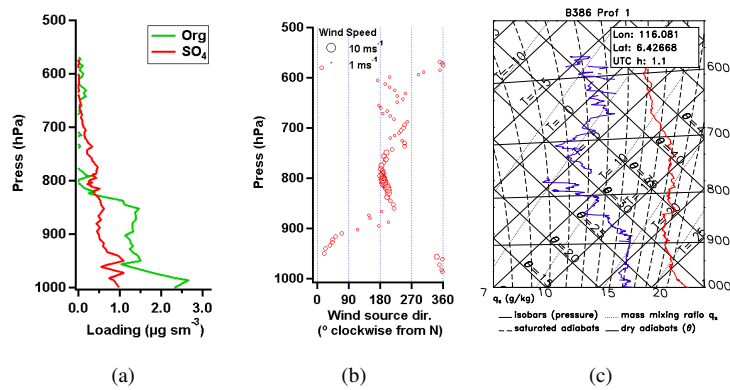 500
600
700
800
900
1000
Press (hPa)
Org
SO4
0.0
1.0
2.0
3.0
Loading (µg sm-3)
(a)
500
600
700
800
900
1000
Press (hPa)
Wind Speed
10 ms-1
1 ms-1
0
90
180
270
360
Wind source dir.
(º clockwise from N)
(b)
B386 Prof 1
Lon: 116.081
Lat: 6.42668
UTC h: 1.1
600
800
900
1000
7
10
15
20
qs (g/kg)
isobars (pressure)
mass mixing ratio qs
saturated adiabats
dry adiabats (θ)
(c)